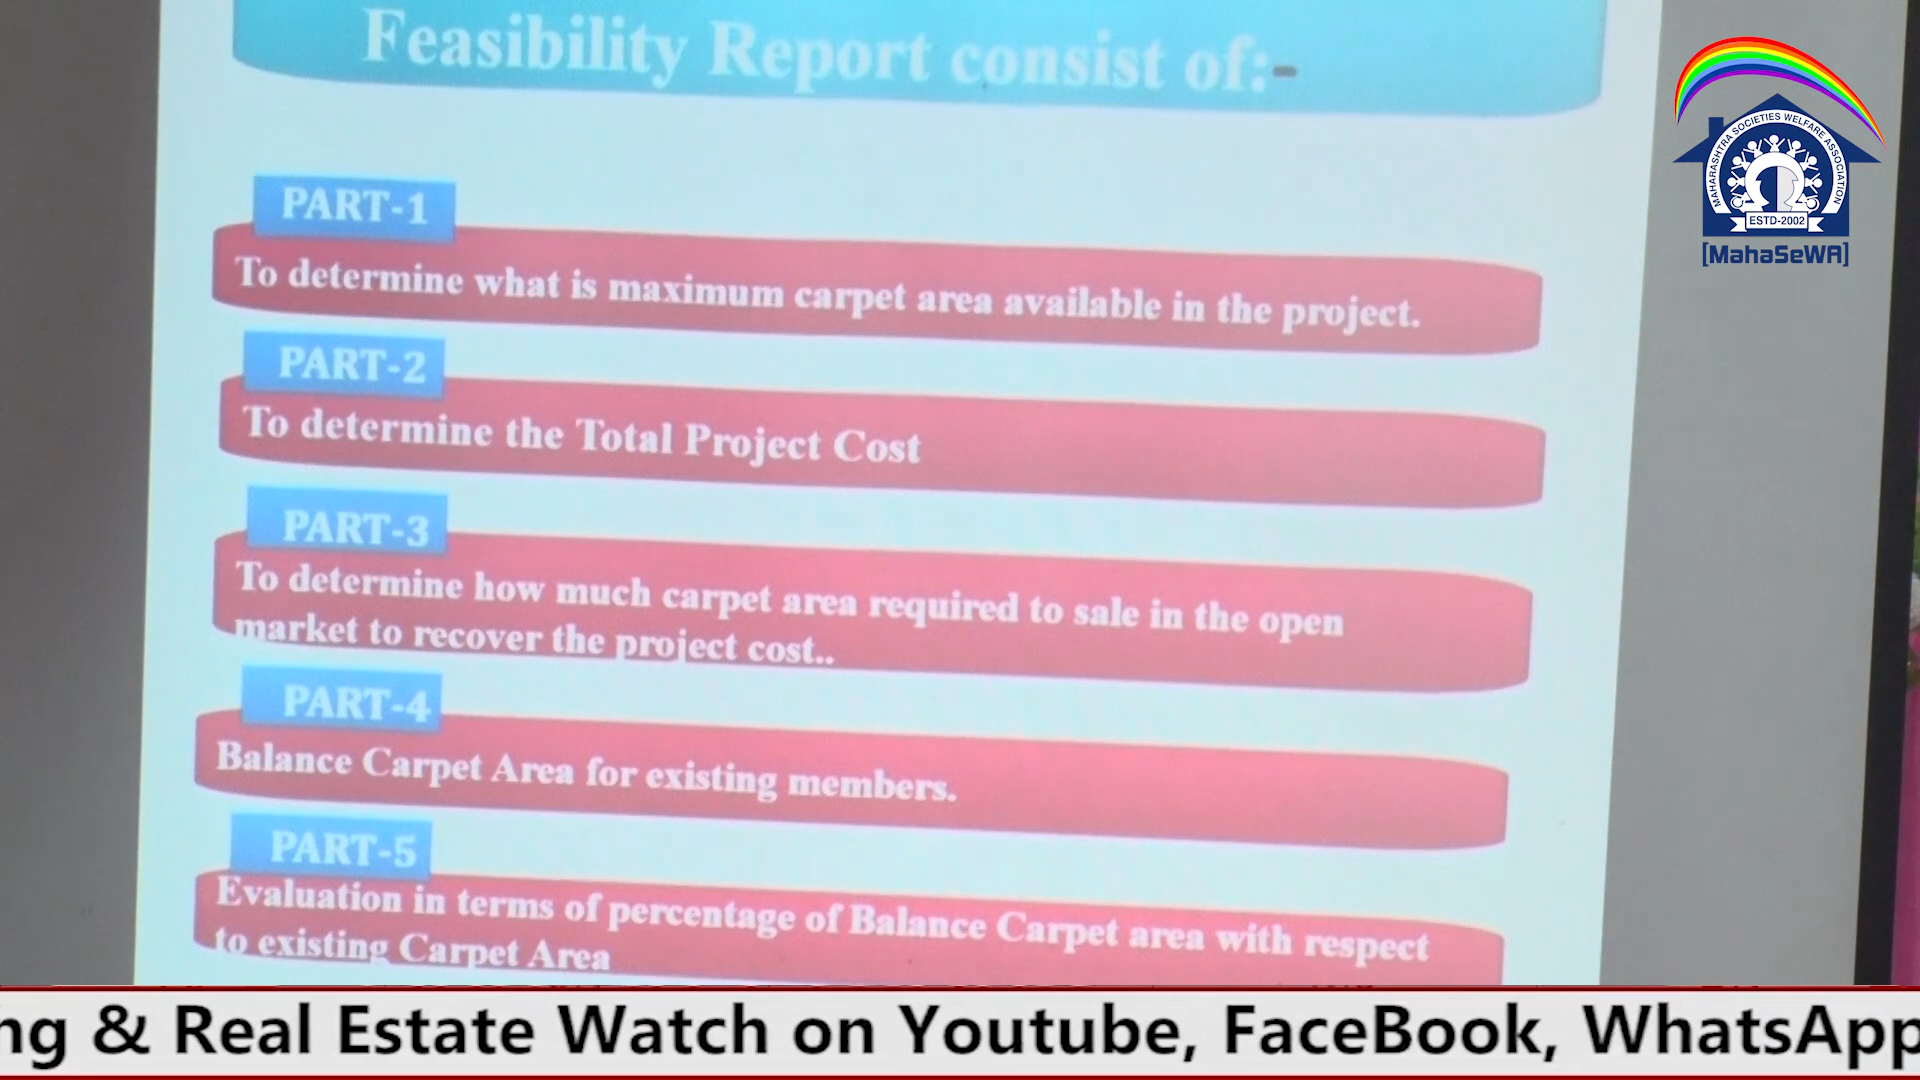 Feasibility Report consist of:-
PART-1
To determine what is maximum carpet area available in the project.
PART-2
To determine the Total Project Cost
PART-3
To determine how much carpet area required to sale in the open
market to recover the project cost..
PART-4
Balance Carpet Area for existing members.
PART-5
Evaluation in terms of percentage of Balance Carpet area with respect
to existing Carpet Area
MAHARASHTRA SOCIETIES WELFARE ASSOCIATION
ESTD-2002
[MahaSeWA]
ng & Real Estate Watch on Youtube, FaceBook, WhatsApp